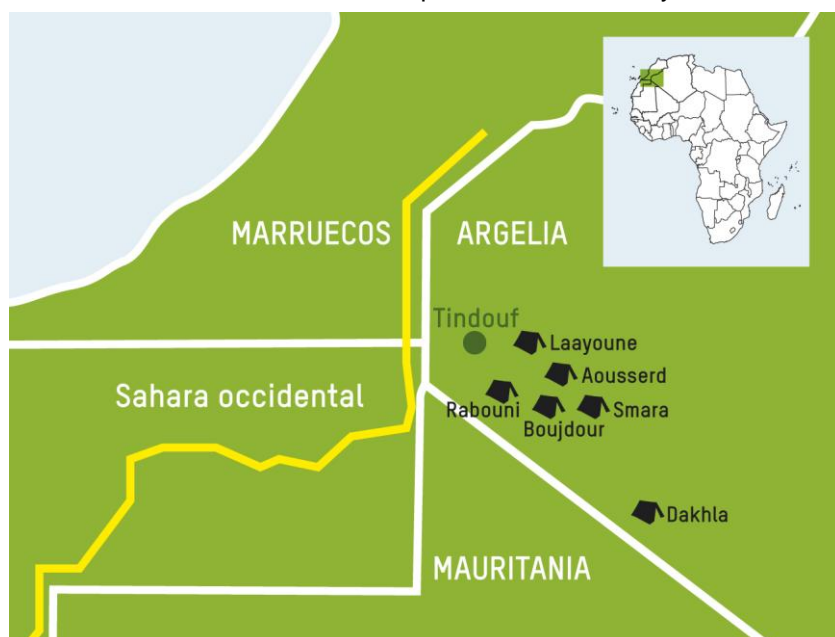 MARRUECOS
ARGELIA
Tindouf
Laayoune
Aousserd
Sahara occidental
Rabouni
Smara
Boujdour
Dakhla
MAURITANIA